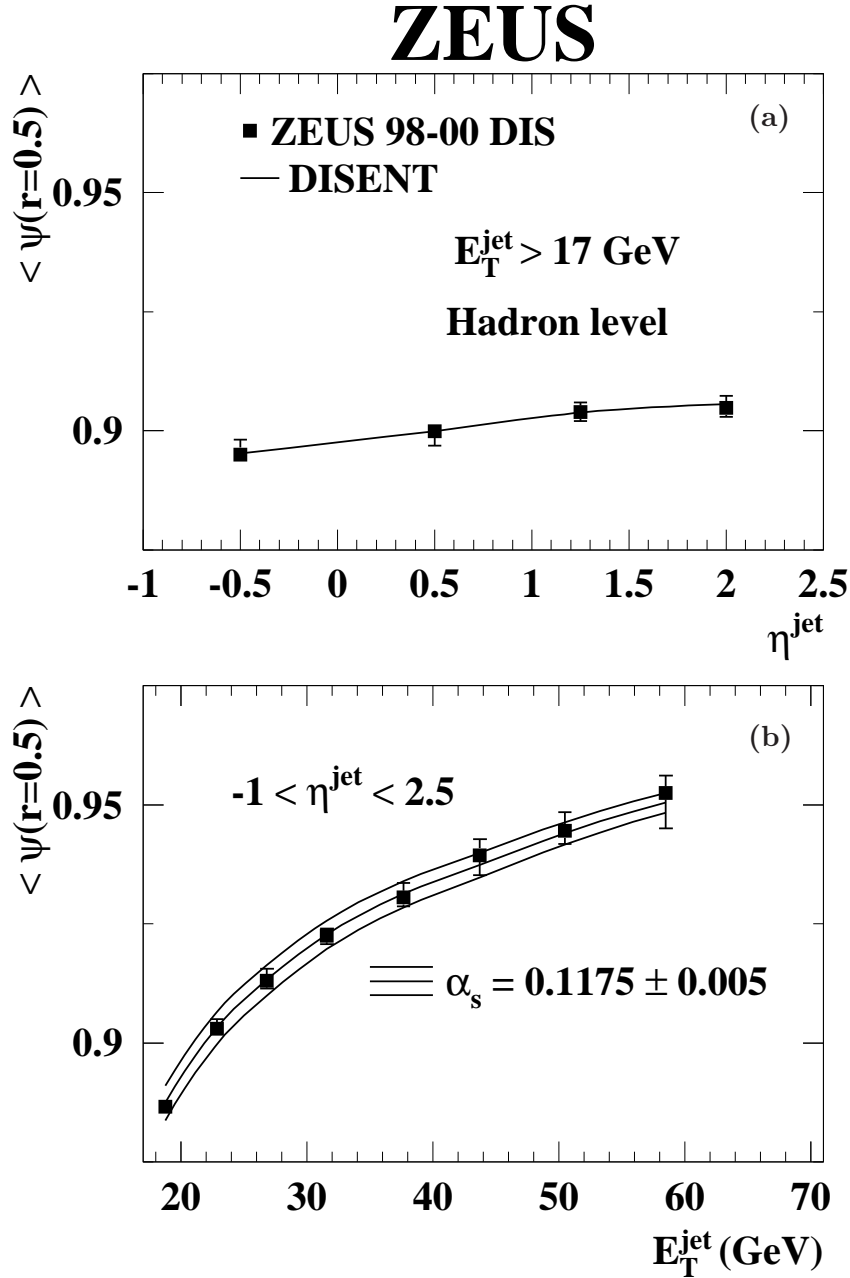 ZEUS
(a)
■ ZEUS 98-00 DIS
— DISENT
E_T^jet > 17 GeV
Hadron level
< ψ(r=0.5) >
0.95
0.9
-1 -0.5 0 0.5 1 1.5 2 2.5
η^jet
(b)
-1 < η^jet < 2.5
< ψ(r=0.5) >
0.95
α_s = 0.1175 ± 0.005
0.9
20 30 40 50 60 70
E_T^jet (GeV)